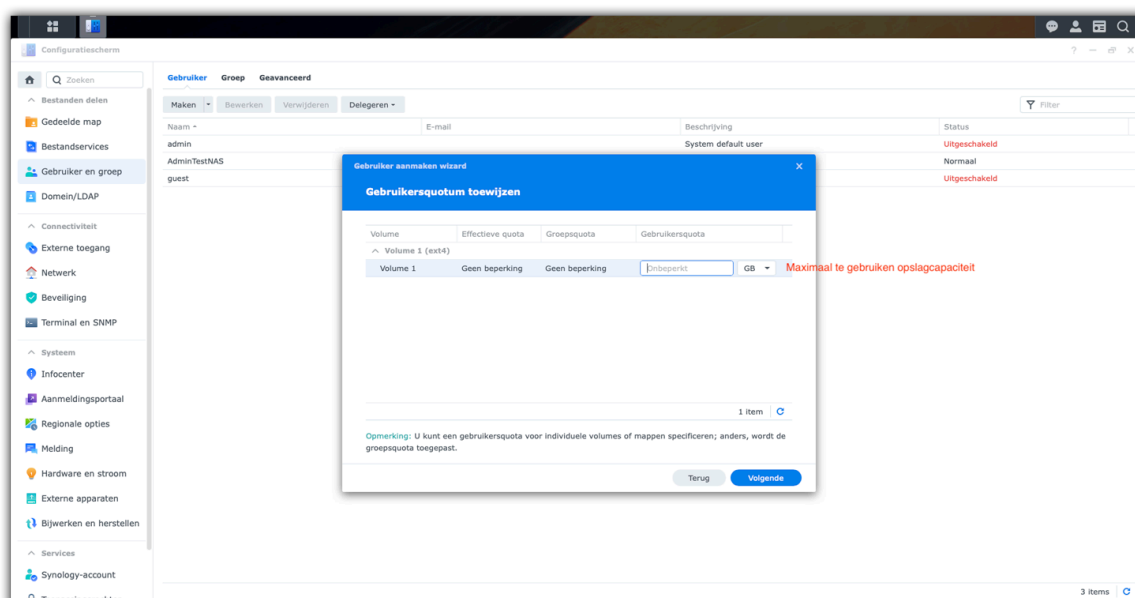 Configuratiescherm
Zoeken
Bestanden delen
Gedeelde map
Bestandservices
Gebruiker en groep
Domein/LDAP
Connectiviteit
Externe toegang
Netwerk
Beveiliging
Terminal en SNMP
Systeem
Infocenter
Aanmeldingsportaal
Regionale opties
Melding
Hardware en stroom
Externe apparaten
Bijwerken en herstellen
Services
Synology-account
Gebruiker Groep Geavanceerd
Maken Bewerken Verwijderen Delegeren Filter
Naam E-mail Beschrijving Status
admin System default user Uitgeschakeld
AdminTestNAS Normaal
guest Uitgeschakeld
Gebruiker aanmaken wizard
Gebruikersquotum toewijzen
Volume Effectieve quota Groepsquota Gebruikersquota
Volume 1 (ext4)
Volume 1 Geen beperking Geen beperking Onbeperkt GB Maximaal te gebruiken opslagcapaciteit
1 item
Opmerking: U kunt een gebruikersquota voor individuele volumes of mappen specificeren; anders, wordt de
groepsquota toegepast.
Terug Volgende
3 items